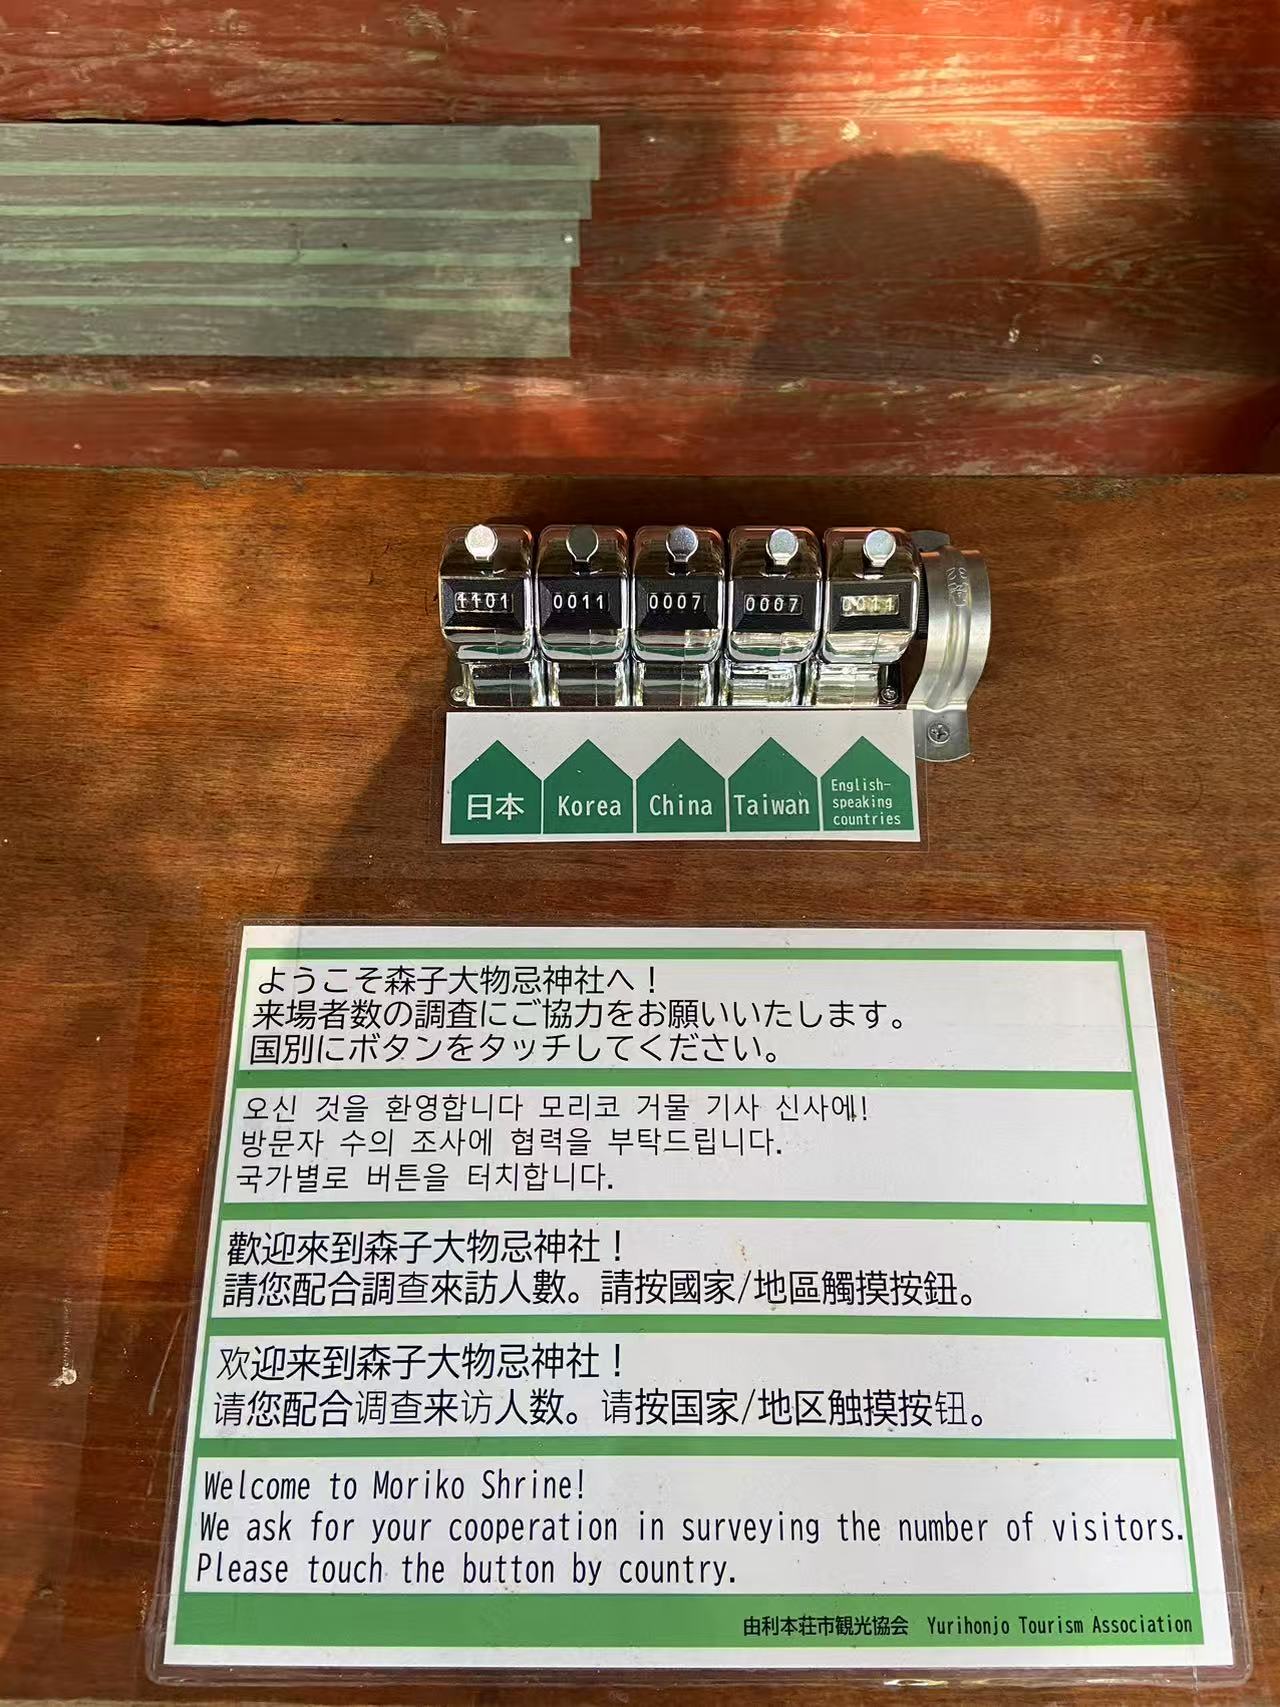 1101
0011
0007
0007
0011
日本
Korea
China
Taiwan
English-
speaking
countries
ようこそ森子大物忌神社へ！
来場者数の調査にご協力をお願いいたします。
国別にボタンをタッチしてください。
오신 것을 환영합니다 모리코 거물 기사 신사에!
방문자 수의 조사에 협력을 부탁드립니다.
국가별로 버튼을 터치합니다.
歡迎來到森子大物忌神社！
請您配合調查來訪人數。請按國家/地區觸摸按鈕。
欢迎来到森子大物忌神社！
请您配合调查来访人数。请按国家/地区触摸按钮。
Welcome to Moriko Shrine!
We ask for your cooperation in surveying the number of visitors.
Please touch the button by country.
由利本荘市観光協会 Yurihonjo Tourism Association